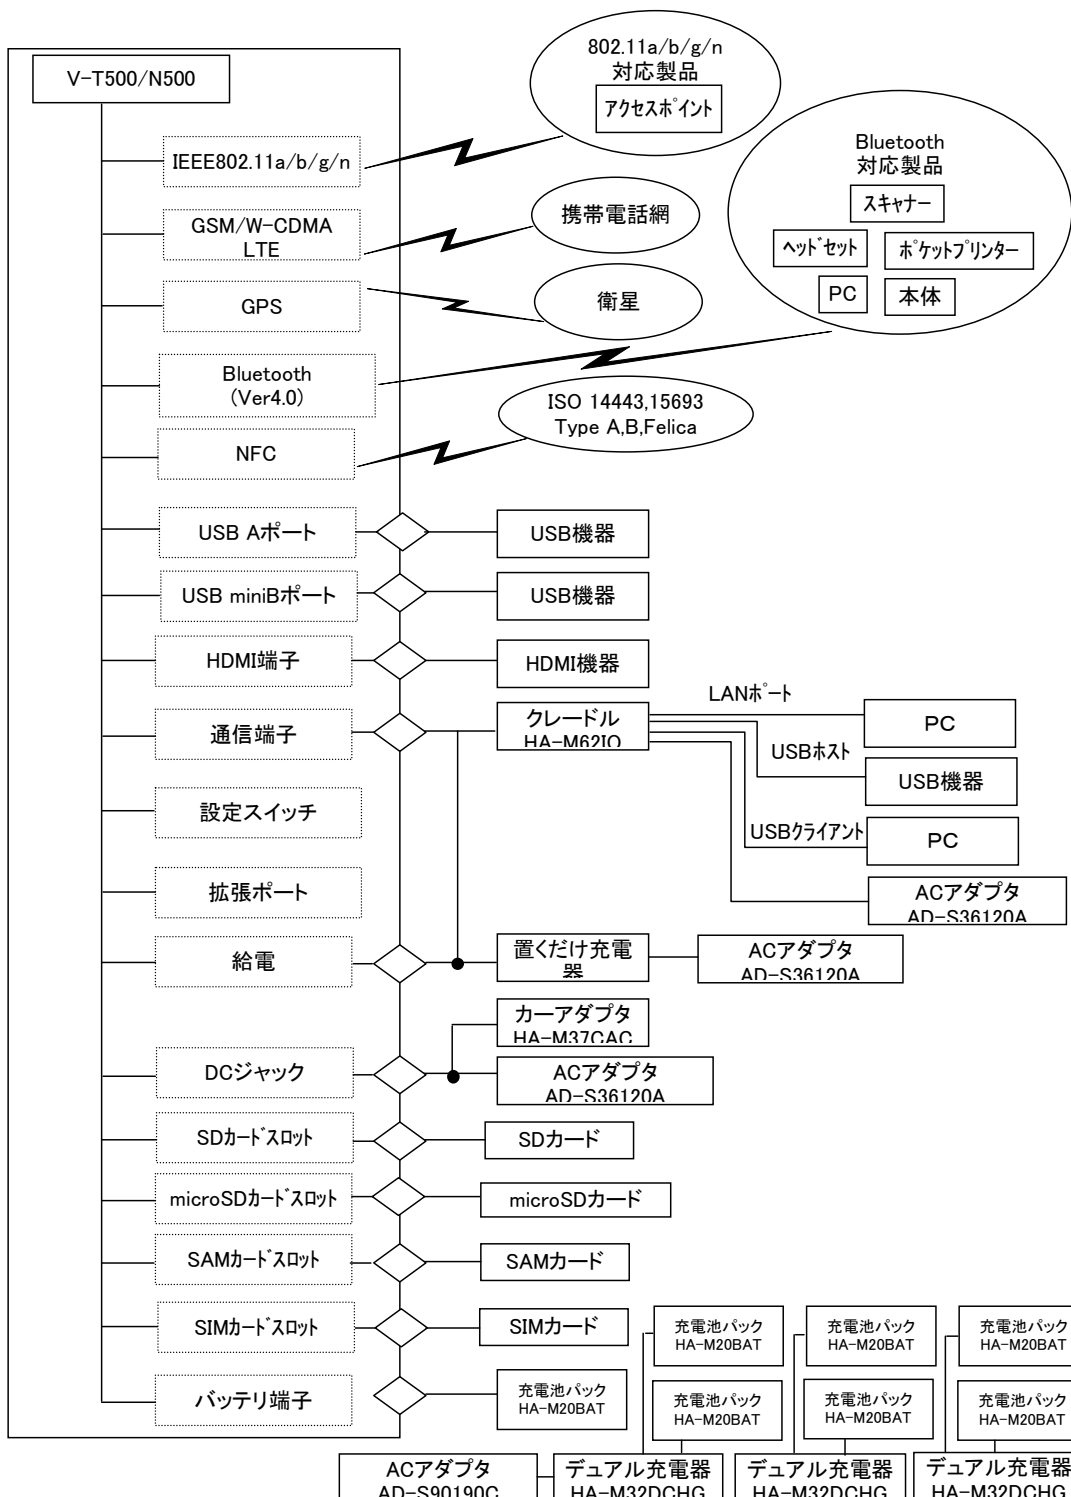 V-T500/N500
802.11a/b/g/n
対応製品
アクセスポイント
Bluetooth
対応製品
スキャナー
ヘッドセット
ポケットプリンター
PC
本体
IEEE802.11a/b/g/n
GSM/W-CDMA
LTE
携帯電話網
GPS
衛星
Bluetooth
(Ver4.0)
ISO 14443,15693
Type A,B,Felica
NFC
USB Aポート
USB機器
USB miniBポート
USB機器
HDMI端子
HDMI機器
通信端子
クレードル
HA-M62IO
LANポート
PC
USBホスト
USB機器
USBクライアント
PC
ACアダプタ
AD-S36120A
設定スイッチ
拡張ポート
給電
置くだけ充電
器
ACアダプタ
AD-S36120A
カーアダプタ
HA-M37CAC
DCジャック
ACアダプタ
AD-S36120A
SDカードスロット
SDカード
microSDカードスロット
microSDカード
SAMカードスロット
SAMカード
SIMカードスロット
SIMカード
充電池パック
HA-M20BAT
充電池パック
HA-M20BAT
充電池パック
HA-M20BAT
バッテリ端子
充電池パック
HA-M20BAT
充電池パック
HA-M20BAT
充電池パック
HA-M20BAT
充電池パック
HA-M20BAT
ACアダプタ
AD-S90190C
デュアル充電器
HA-M32DCHG
デュアル充電器
HA-M32DCHG
デュアル充電器
HA-M32DCHG